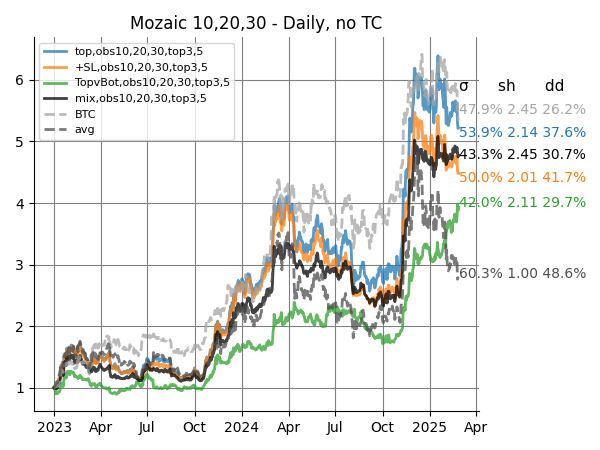 Mozaic 10,20,30 - Daily, no TC
top,obs10,20,30,top3,5
+SL,obs10,20,30,top3,5
TopvBot,obs10,20,30,top3,5
mix,obs10,20,30,top3,5
BTC
avg
σ sh dd
47.9% 2.45 26.2%
53.9% 2.14 37.6%
43.3% 2.45 30.7%
50.0% 2.01 41.7%
42.0% 2.11 29.7%
60.3% 1.00 48.6%
6
5
4
3
2
1
2023 Apr Jul Oct 2024 Apr Jul Oct 2025 Apr